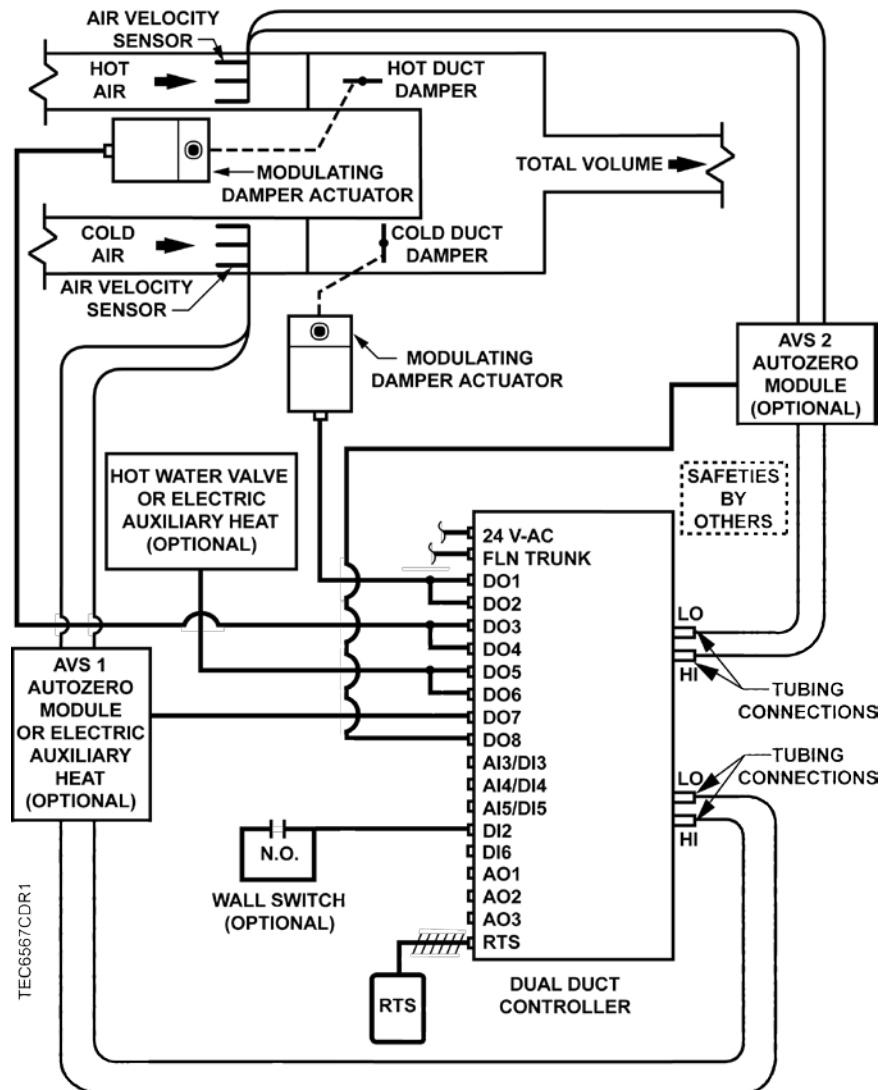 AIR VELOCITY
SENSOR
HOT
AIR
HOT DUCT
DAMPER
MODULATING
DAMPER ACTUATOR
TOTAL VOLUME
COLD
AIR
COLD DUCT
DAMPER
AIR VELOCITY
SENSOR
MODULATING
DAMPER ACTUATOR
AVS 2
AUTOZERO
MODULE
(OPTIONAL)
HOT WATER VALVE
OR ELECTRIC
AUXILIARY HEAT
(OPTIONAL)
SAFETIES
BY
OTHERS
24 V-AC
FLN TRUNK
DO1
DO2
DO3
DO4
DO5
DO6
DO7
DO8
AI3/DI3
AI4/DI4
AI5/DI5
DI2
DI6
AO1
AO2
AO3
RTS
LO
HI
TUBING
CONNECTIONS
LO
HI
TUBING
CONNECTIONS
AVS 1
AUTOZERO
MODULE
OR ELECTRIC
AUXILIARY
HEAT
(OPTIONAL)
N.O.
WALL SWITCH
(OPTIONAL)
RTS
DUAL DUCT
CONTROLLER
TEC6567CDR1